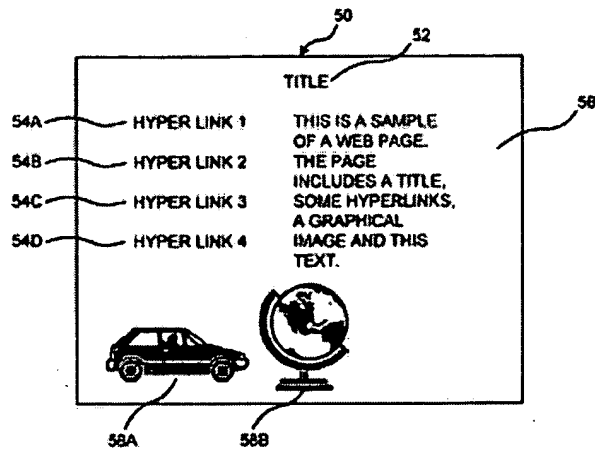 50
52
TITLE
58
54A HYPER LINK 1 THIS IS A SAMPLE
OF A WEB PAGE.
54B HYPER LINK 2 THE PAGE
INCLUDES A TITLE,
54C HYPER LINK 3 SOME HYPERLINKS,
A GRAPHICAL
54D HYPER LINK 4 IMAGE AND THIS
TEXT.
58A 58B